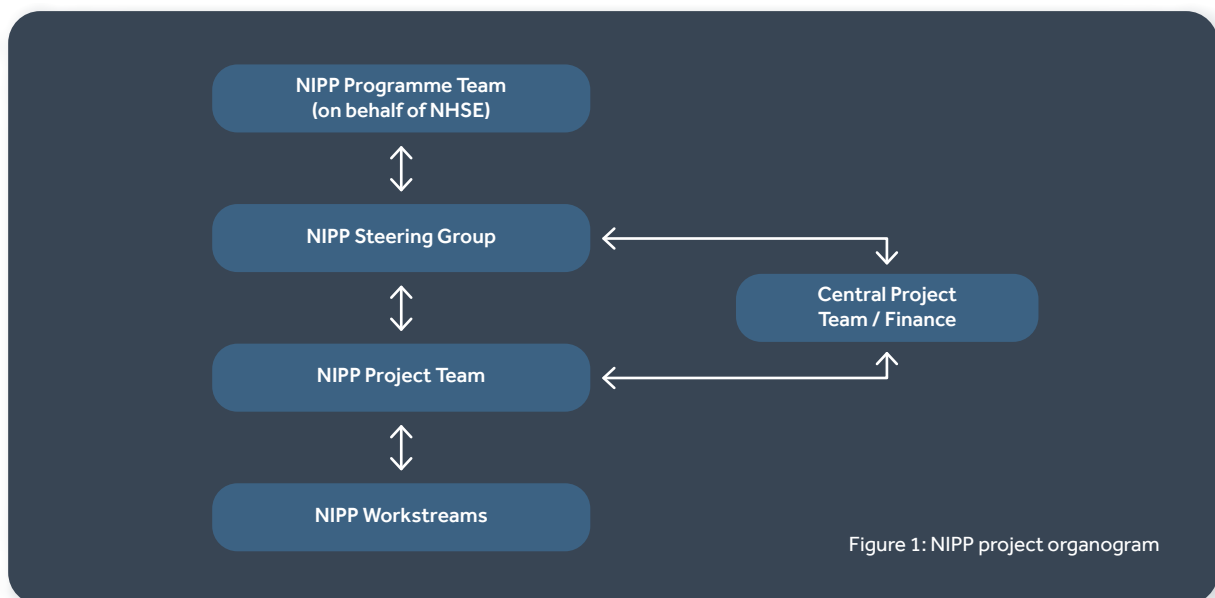 NIPP Programme Team
(on behalf of NHSE)
NIPP Steering Group
Central Project
Team / Finance
NIPP Project Team
NIPP Workstreams
Figure 1: NIPP project organogram